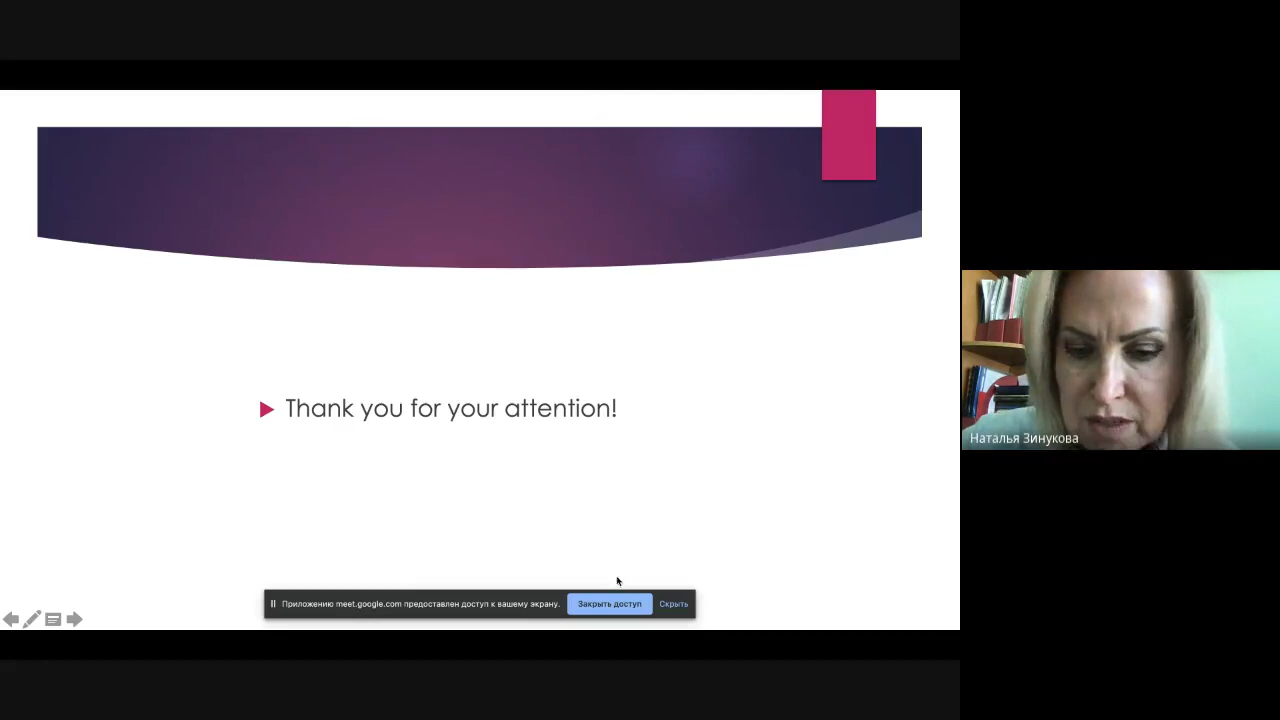 Thank you for your attention!
Наталья Зинукова
Приложению meet.google.com предоставлен доступ к вашему экрану. Закрыть доступ Скрыть